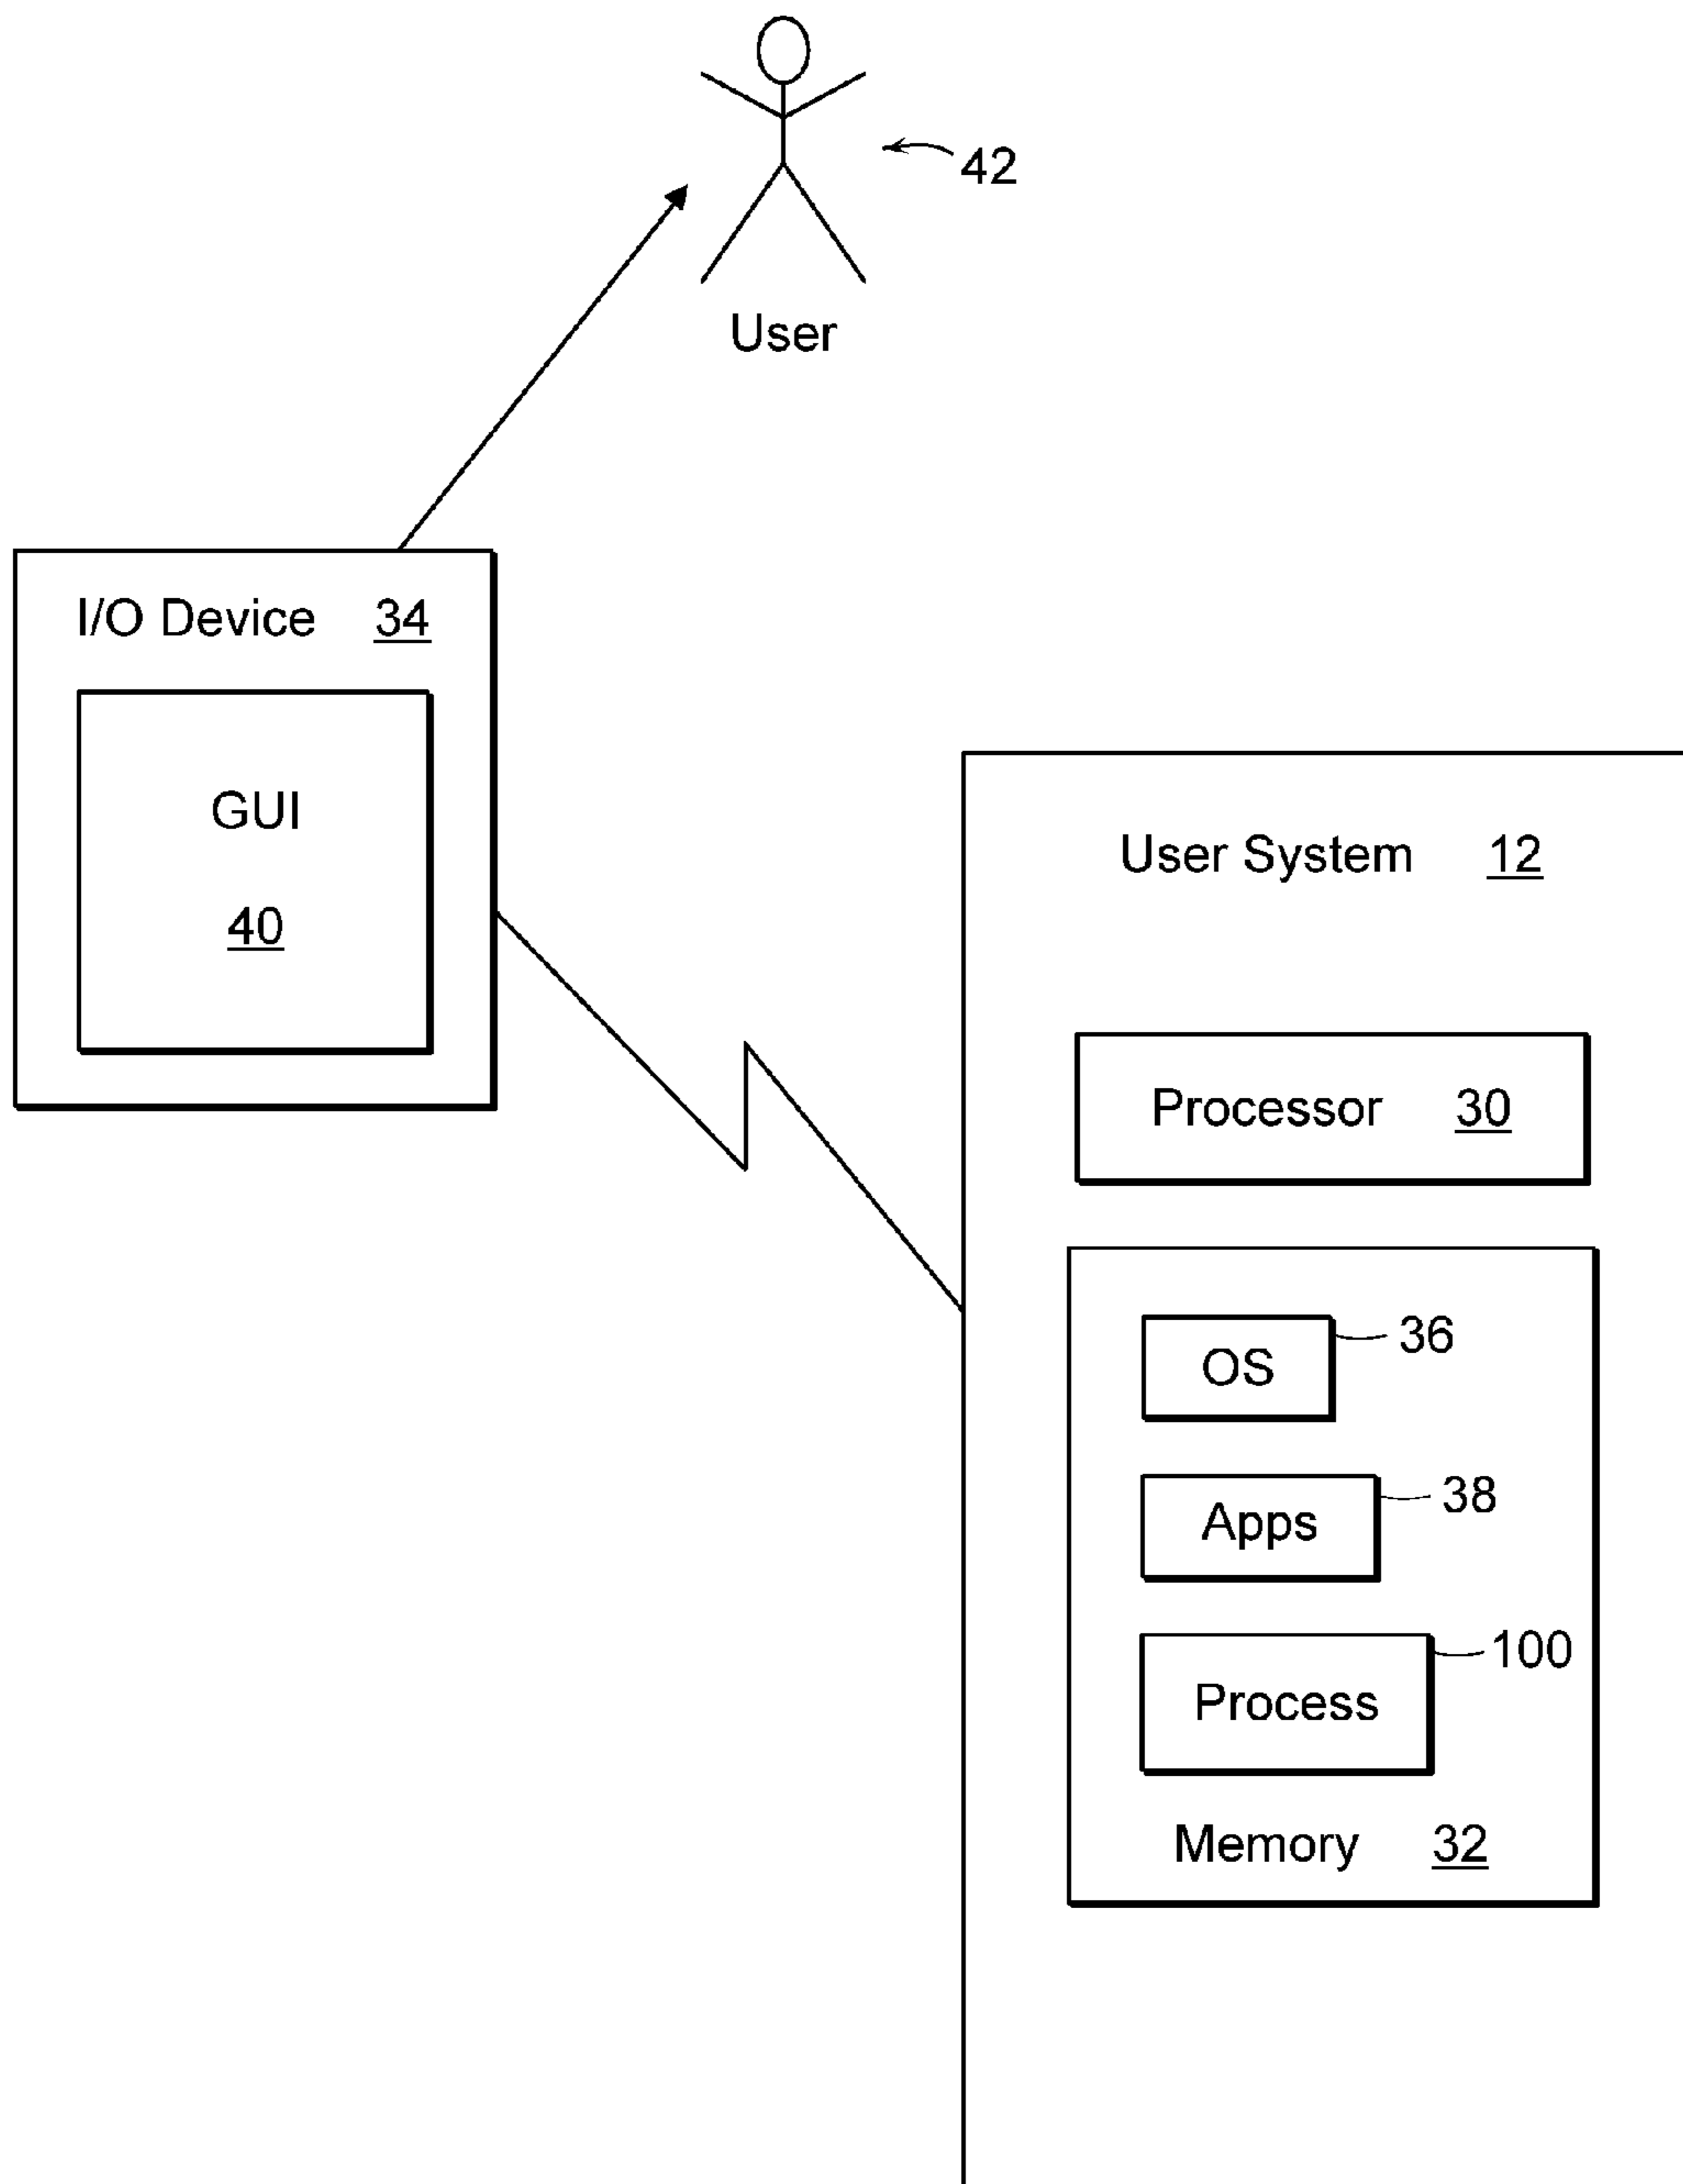 42
User
I/O Device 34
GUI
40
User System 12
Processor 30
OS
36
Apps
38
Process
100
Memory 32